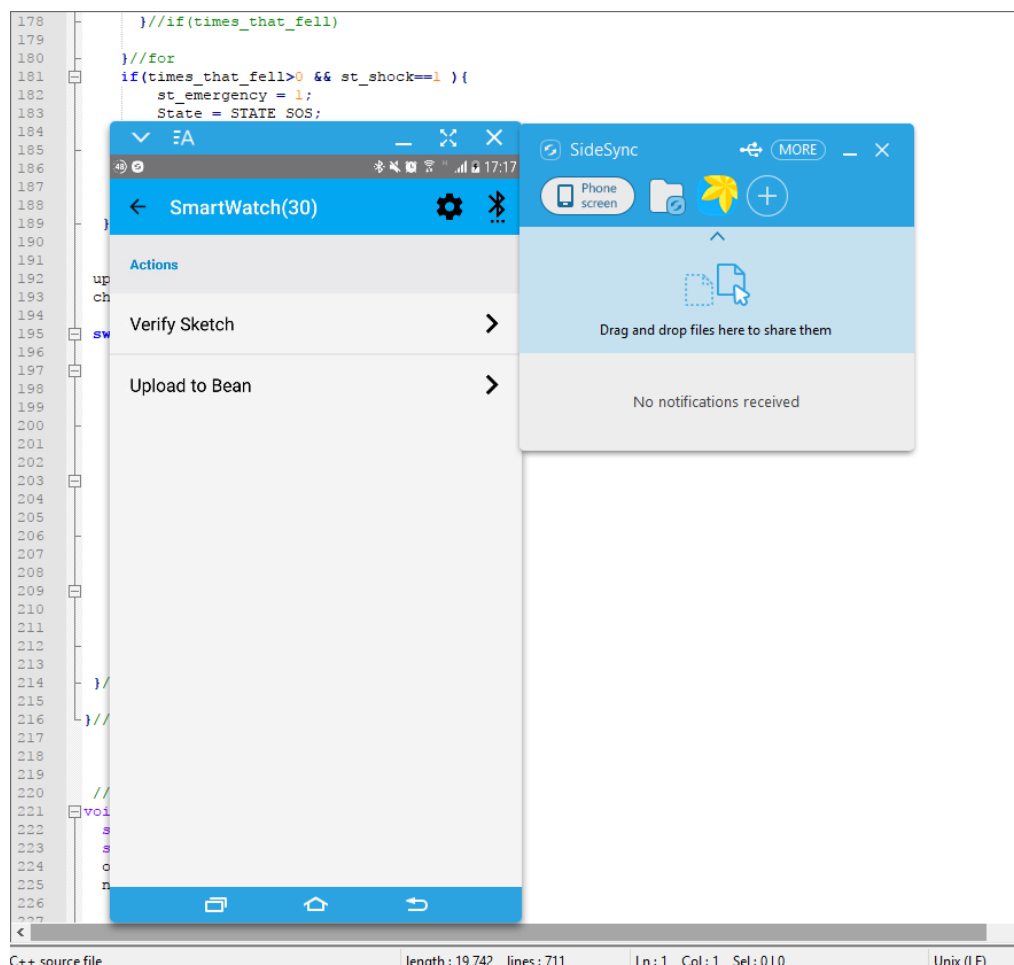 178 }//if(times_that_fell)
179
180 }//for
181 if(times_that_fell>0 && st_shock==1 ){
182 st_emergency = 1;
183 State = STATE_SOS;
184
185
186
187
188
189 }
190
191
192 up
193 ch
194
195 sw
196
197
198
199
200
201
202
203
204
205
206
207
208
209
210
211
212
213
214 }/
215
216 }//
217
218
219
220 //
221 voi
222 s
223 s
224 o
225 n
226
227
ΞA
48
17:17
SmartWatch(30)
Actions
Verify Sketch
Upload to Bean
SideSync
MORE
Phone
screen
Drag and drop files here to share them
No notifications received
C++ source file length : 19.742 lines : 711 Ln : 1 Col : 1 Sel : 0 | 0 Unix (LF)